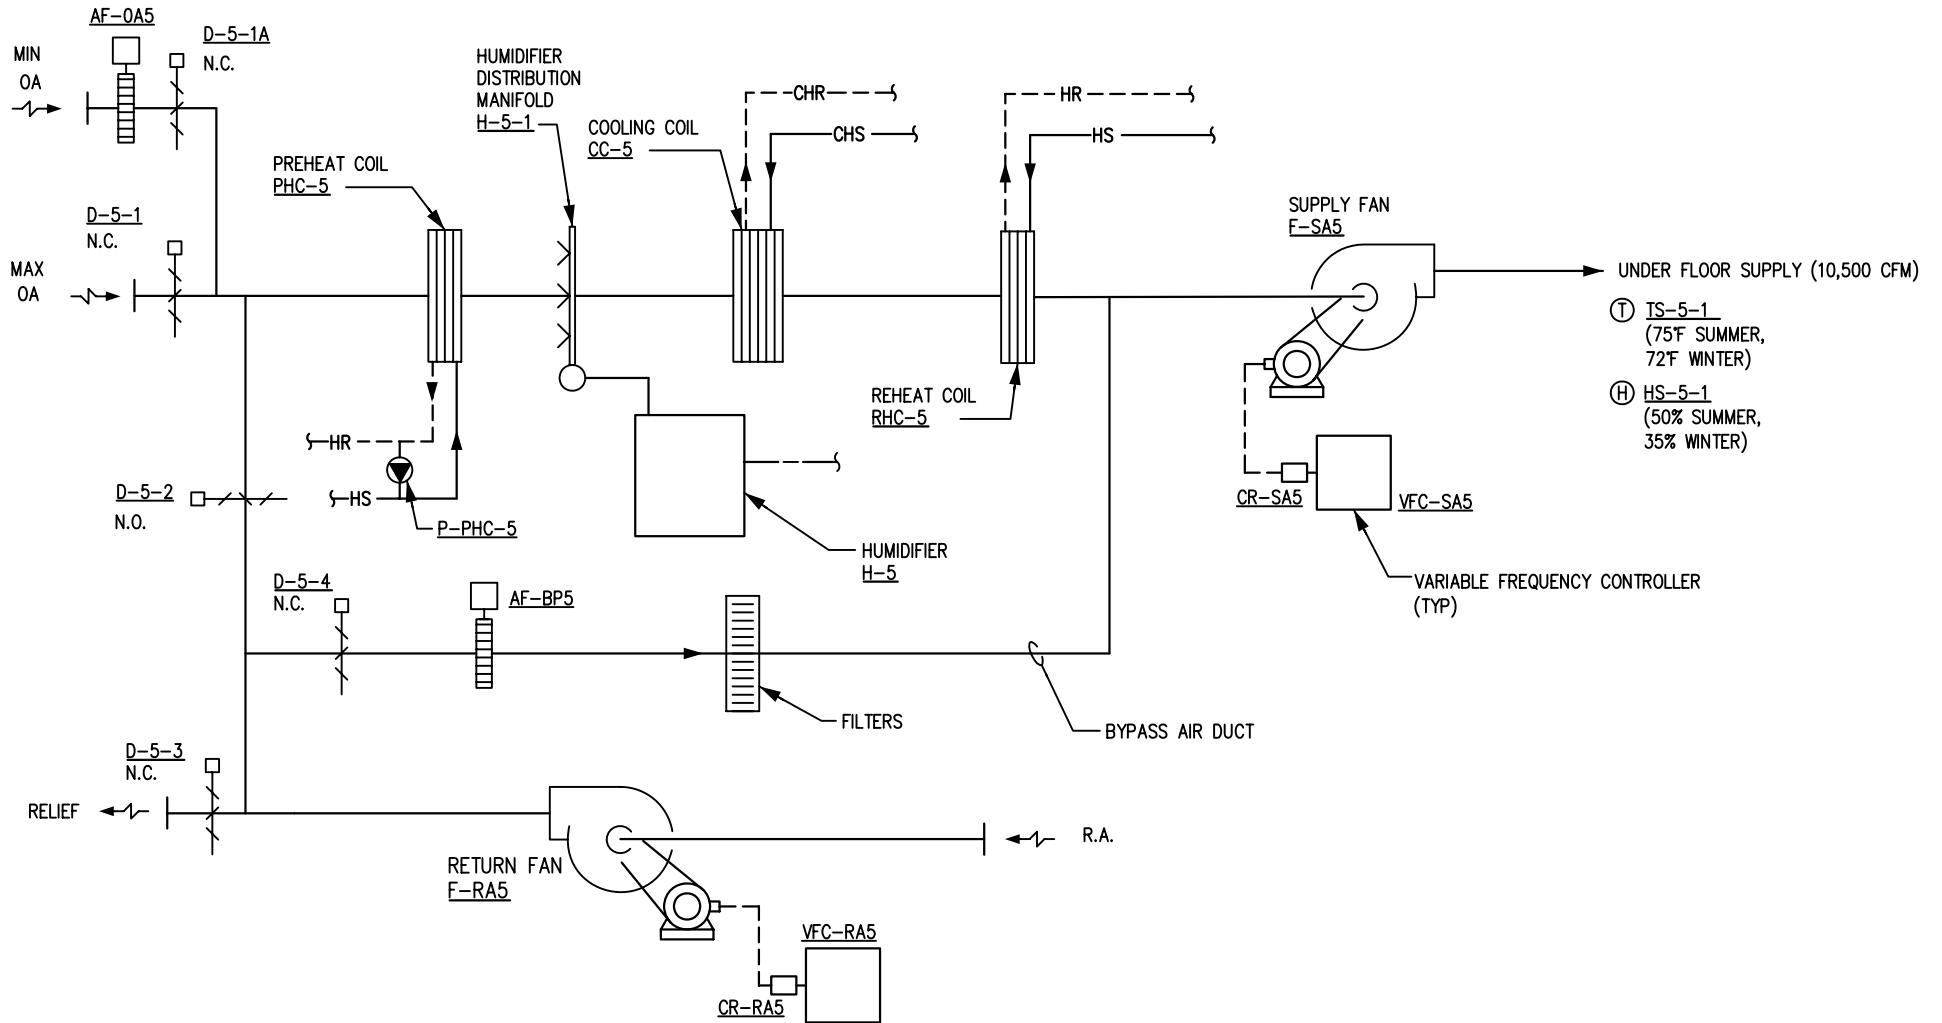 AF-OA5
MIN
OA
D-5-1A
N.C.
HUMIDIFIER
DISTRIBUTION
MANIFOLD
H-5-1
COOLING COIL
CC-5
CHR
CHS
HR
HS
PREHEAT COIL
PHC-5
D-5-1
N.C.
MAX
OA
SUPPLY FAN
F-SA5
UNDER FLOOR SUPPLY (10,500 CFM)
T TS-5-1
(75°F SUMMER,
72°F WINTER)
H HS-5-1
(50% SUMMER,
35% WINTER)
REHEAT COIL
RHC-5
HR
HS
P-PHC-5
D-5-2
N.O.
HUMIDIFIER
H-5
CR-SA5
VFC-SA5
VARIABLE FREQUENCY CONTROLLER
(TYP)
D-5-4
N.C.
AF-BP5
FILTERS
BYPASS AIR DUCT
D-5-3
N.C.
RELIEF
R.A.
RETURN FAN
F-RA5
VFC-RA5
CR-RA5